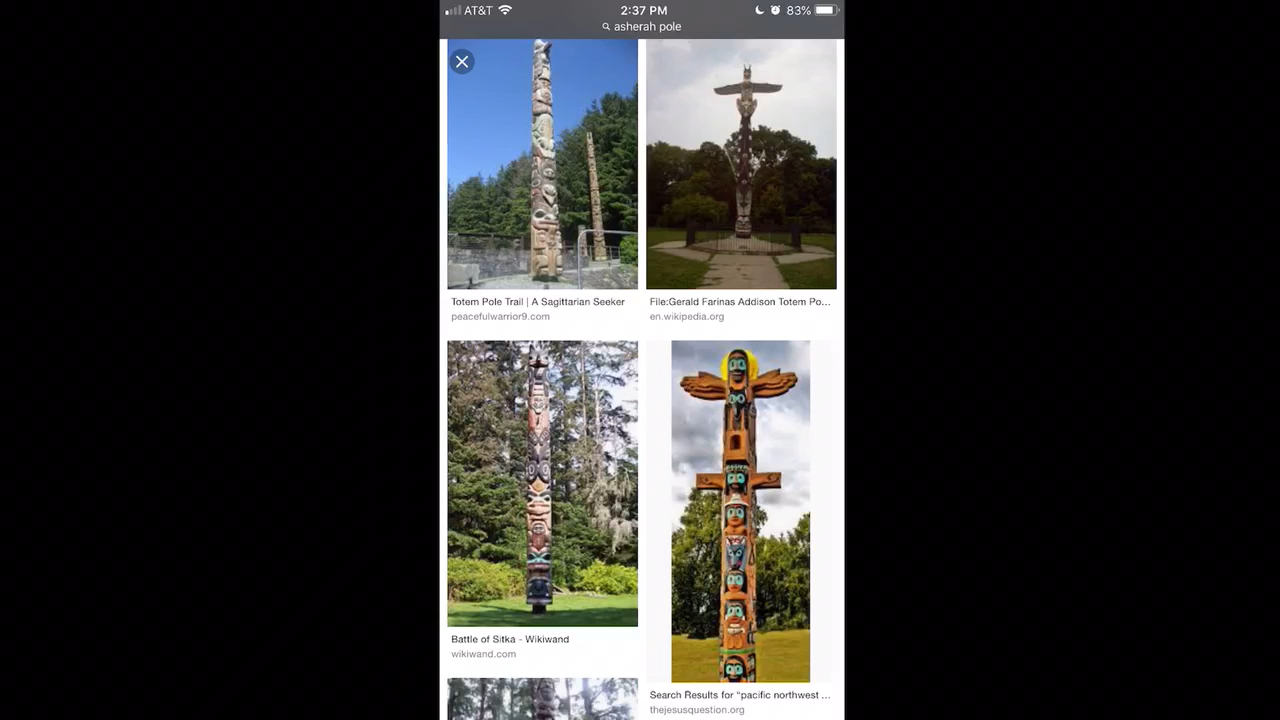 AT&T 2:37 PM 83%
asherah pole
Totem Pole Trail | A Sagittarian Seeker
peacefulwarrior9.com
File:Gerald Farinas Addison Totem Po...
en.wikipedia.org
Battle of Sitka - Wikiwand
wikiwand.com
Search Results for “pacific northwest ...
thejesusquestion.org